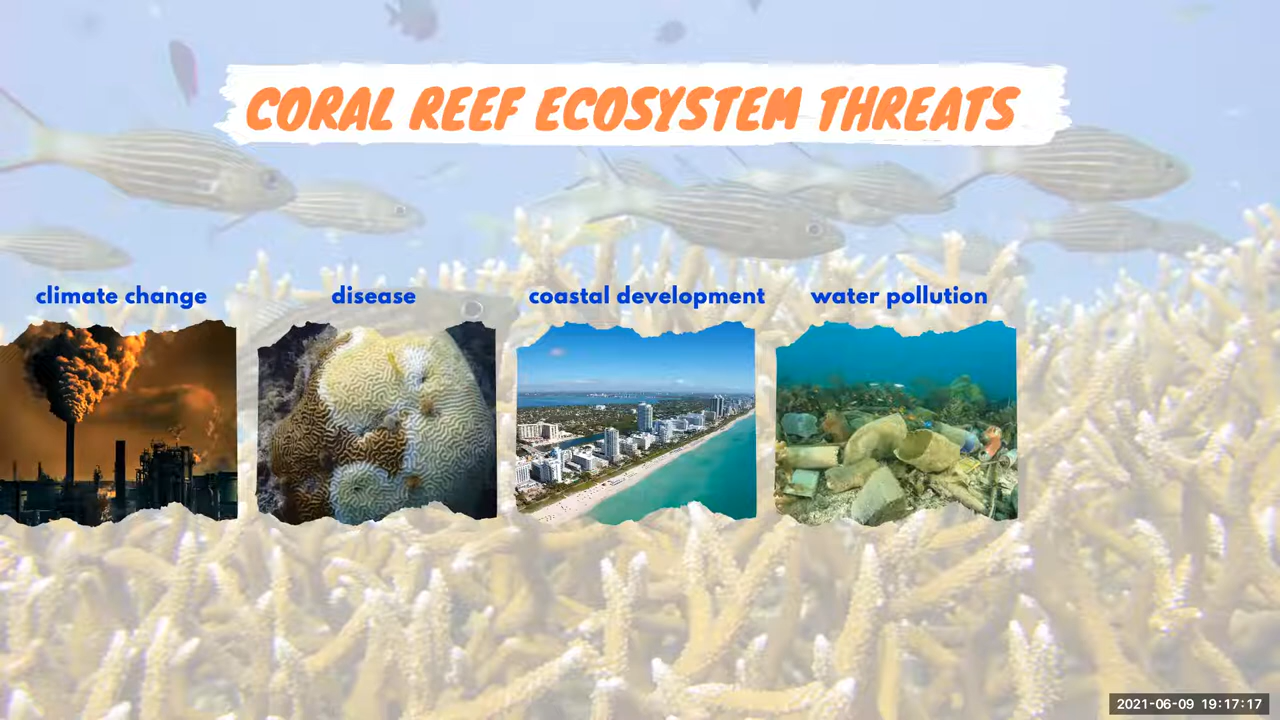 CORAL REEF ECOSYSTEM THREATS
climate change
disease
coastal development
water pollution
2021-06-09 19:17:17